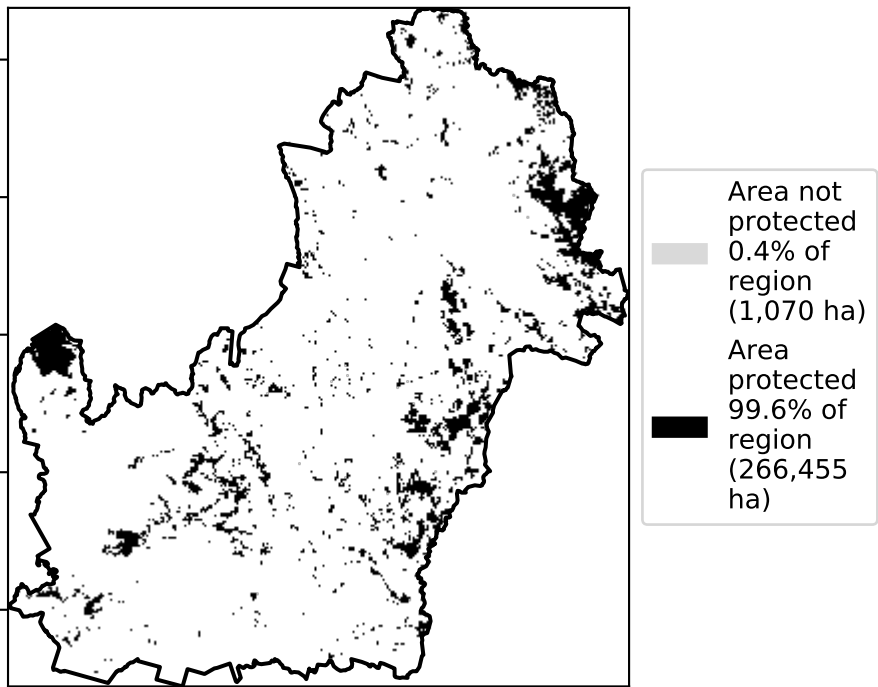 Area not
protected
0.4% of
region
(1,070 ha)
Area
protected
99.6% of
region
(266,455
ha)